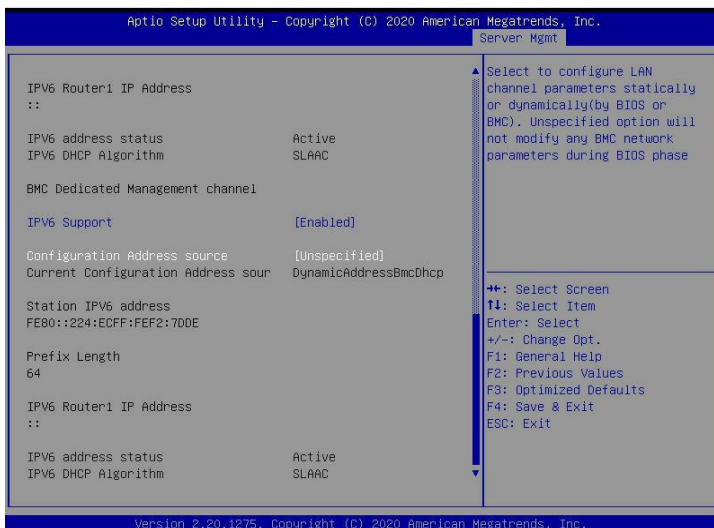 Aptio Setup Utility – Copyright (C) 2020 American Megatrends, Inc.
Server Mgmt
IPV6 Router1 IP Address
::
IPV6 address status Active
IPV6 DHCP Algorithm SLAAC
BMC Dedicated Management channel
IPV6 Support [Enabled]
Configuration Address source [Unspecified]
Current Configuration Address sour DynamicAddressBmcDhcp
Station IPV6 address
FE80::224:ECFF:FEF2:7DDE
Prefix Length
64
IPV6 Router1 IP Address
::
IPV6 address status Active
IPV6 DHCP Algorithm SLAAC
Select to configure LAN
channel parameters statically
or dynamically(by BIOS or
BMC). Unspecified option will
not modify any BMC network
parameters during BIOS phase
→←: Select Screen
↑↓: Select Item
Enter: Select
+/-: Change Opt.
F1: General Help
F2: Previous Values
F3: Optimized Defaults
F4: Save & Exit
ESC: Exit
Version 2.20.1275. Copyright (C) 2020 American Megatrends, Inc.